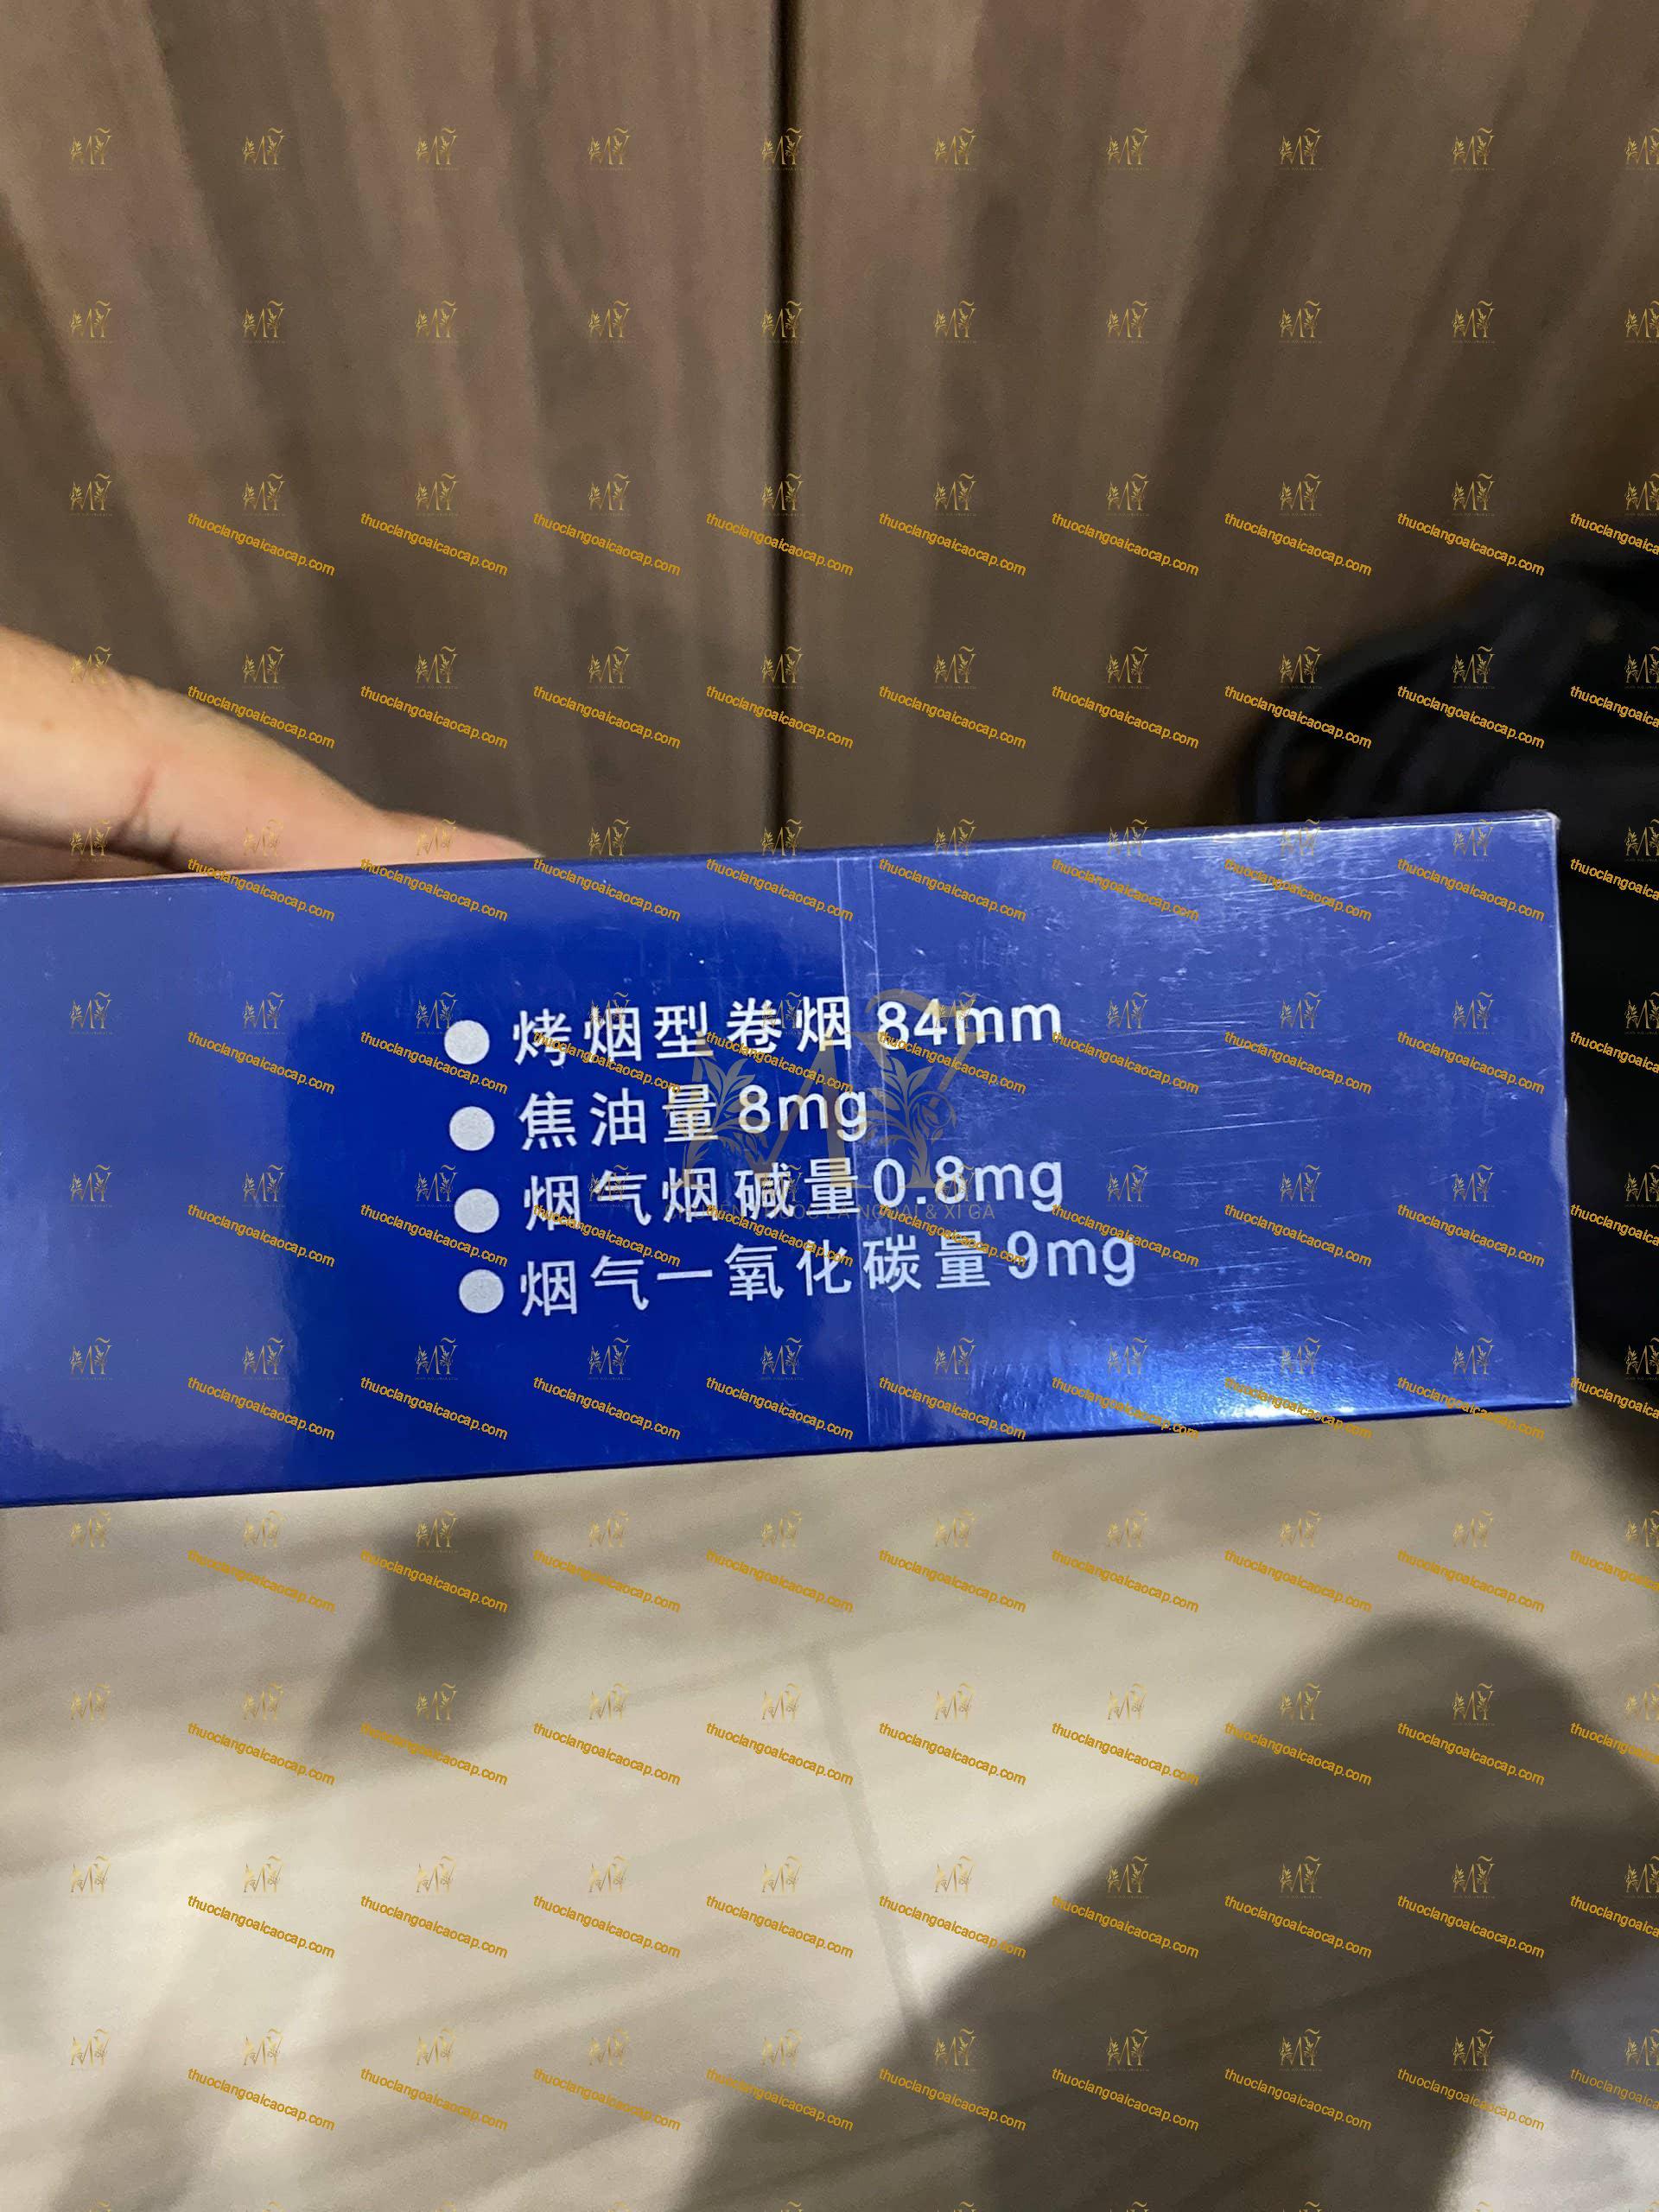 ● 烤烟型卷烟 84mm
● 焦油量 8mg
● 烟气烟碱量 0.8mg
● 烟气一氧化碳量 9mg
MỸ
thuoclangoaicaocap.com